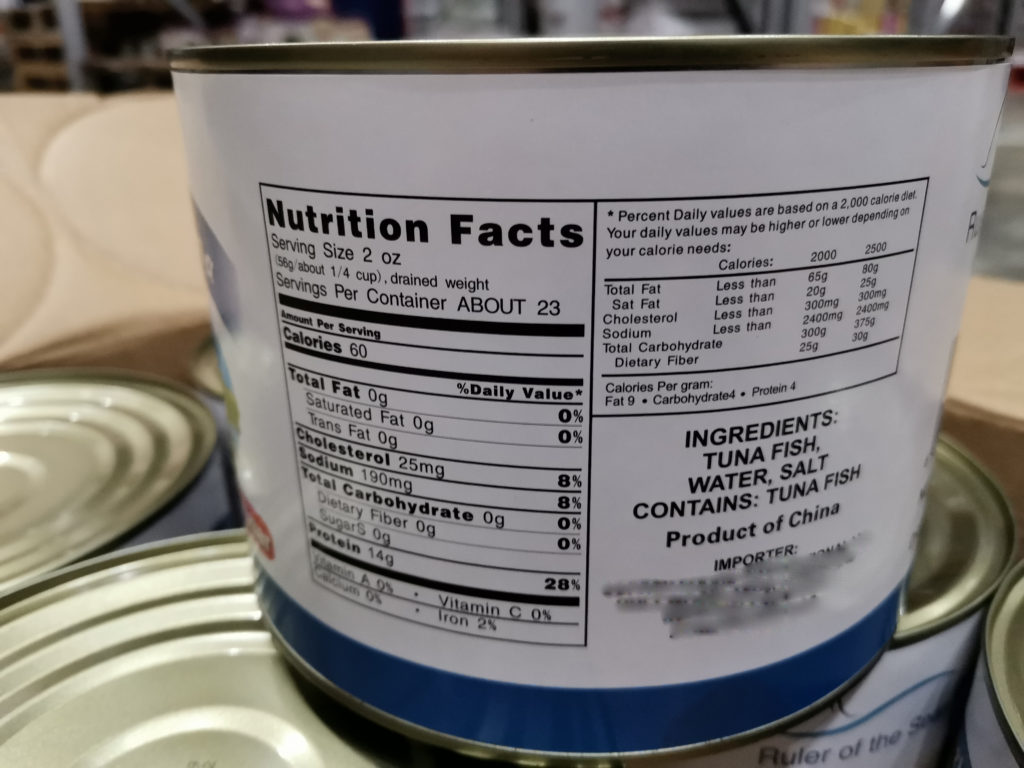 Nutrition Facts
Serving Size 2 oz
(56g/about 1/4 cup), drained weight
Servings Per Container ABOUT 23
Amount Per Serving
Calories 60
%Daily Value*
Total Fat 0g 0%
Saturated Fat 0g 0%
Trans Fat 0g
Cholesterol 25mg 8%
Sodium 190mg 8%
Total Carbohydrate 0g 0%
Dietary Fiber 0g 0%
SugarS 0g
Protein 14g 28%
Vitamin A 0% • Vitamin C 0%
Calcium 0% • Iron 2%
* Percent Daily values are based on a 2,000 calorie diet.
Your daily values may be higher or lower depending on
your calorie needs:
Calories: 2000 2500
Total Fat Less than 65g 80g
Sat Fat Less than 20g 25g
Cholesterol Less than 300mg 300mg
Sodium Less than 2400mg 2400mg
Total Carbohydrate 300g 375g
Dietary Fiber 25g 30g
Calories Per gram:
Fat 9 • Carbohydrate4 • Protein 4
INGREDIENTS:
TUNA FISH,
WATER, SALT
CONTAINS: TUNA FISH
Product of China
IMPORTER:
Ruler of the